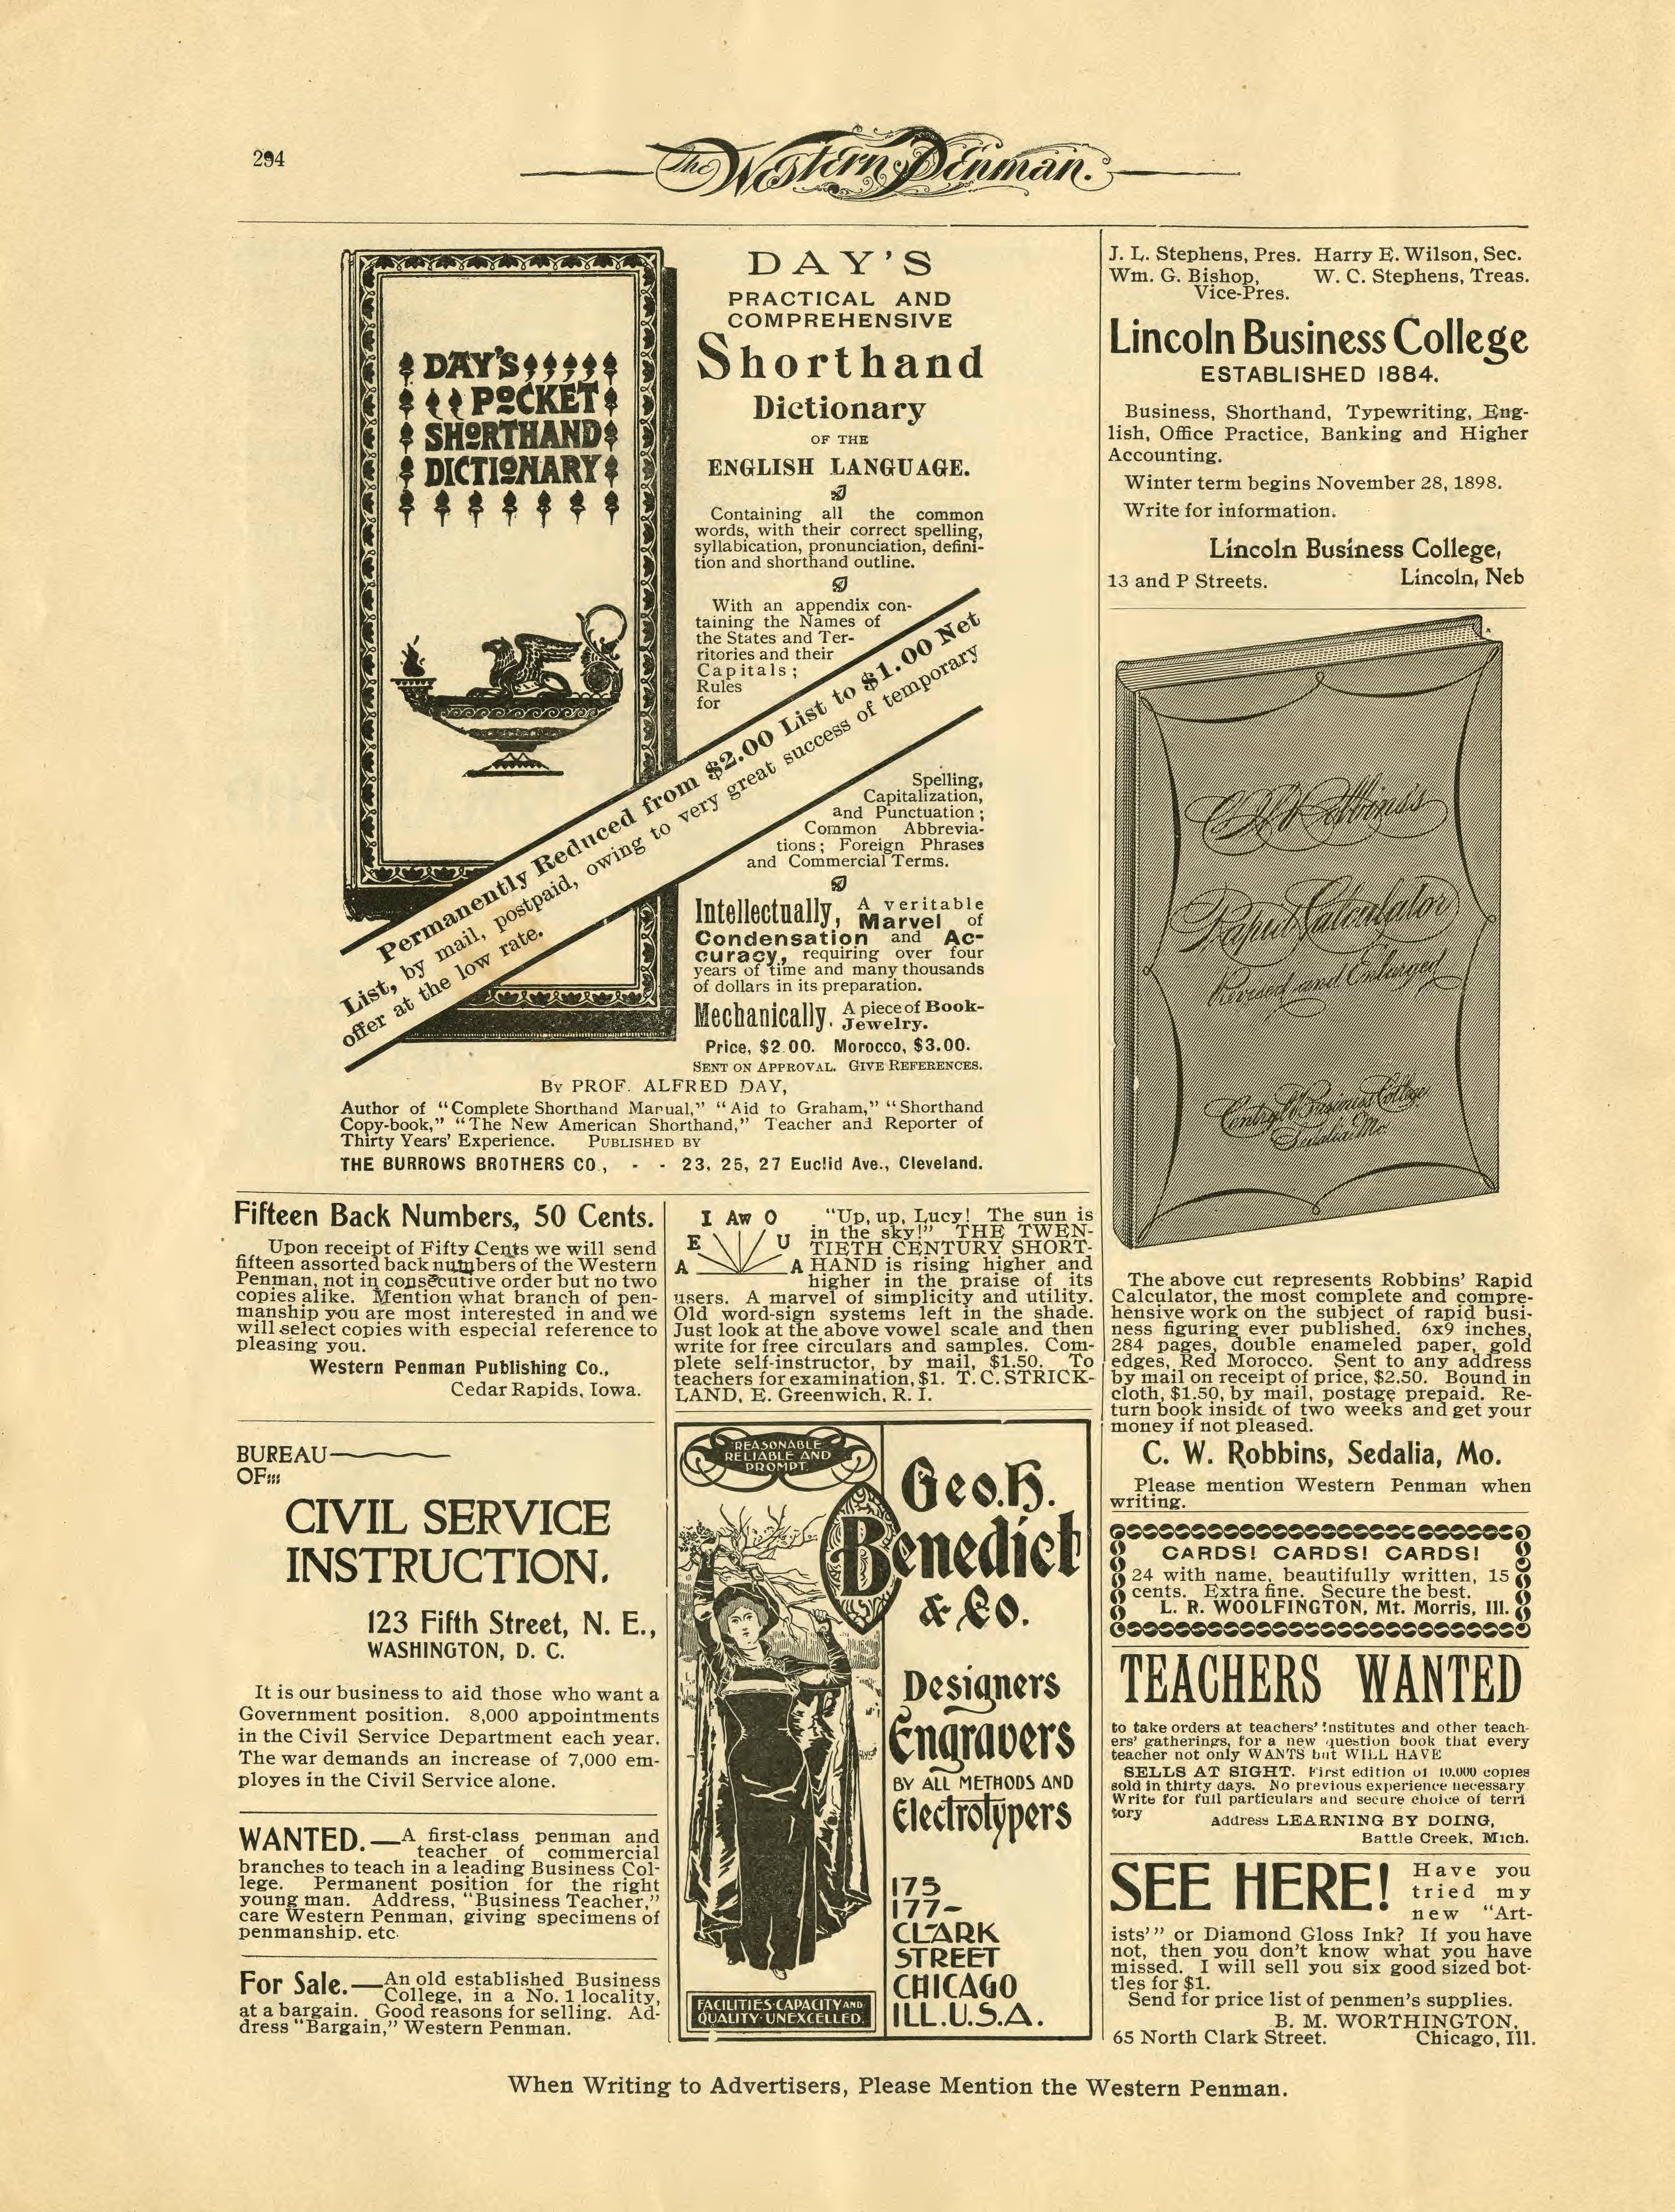 294
The Western Penman.
DAY'S
POCKET
SHORTHAND
DICTIONARY
DAY'S
PRACTICAL AND
COMPREHENSIVE
Shorthand
Dictionary
OF THE
ENGLISH LANGUAGE.
Containing all the common
words, with their correct spelling,
syllabication, pronunciation, defini-
tion and shorthand outline.
With an appendix con-
taining the Names of
the States and Ter-
ritories and their
Capitals;
Rules
for
Permanently Reduced from $2.00 List to $1.00 Net
List, by mail, postpaid, owing to very great success of temporary
offer at the low rate.
Spelling,
Capitalization,
and Punctuation;
Common Abbrevia-
tions; Foreign Phrases
and Commercial Terms.
Intellectually, A veritable
Marvel of
Condensation and Ac-
curacy, requiring over four
years of time and many thousands
of dollars in its preparation.
Mechanically. A piece of Book-
Jewelry.
Price, $2.00. Morocco, $3.00.
SENT ON APPROVAL. GIVE REFERENCES.
By PROF. ALFRED DAY,
Author of "Complete Shorthand Manual," "Aid to Graham," "Shorthand
Copy-book," "The New American Shorthand," Teacher and Reporter of
Thirty Years' Experience. PUBLISHED BY
THE BURROWS BROTHERS CO., - - 23, 25, 27 Euclid Ave., Cleveland.
Fifteen Back Numbers, 50 Cents.
Upon receipt of Fifty Cents we will send
fifteen assorted back numbers of the Western
Penman, not in consecutive order but no two
copies alike. Mention what branch of pen-
manship you are most interested in and we
will select copies with especial reference to
pleasing you.
Western Penman Publishing Co.,
Cedar Rapids, Iowa.
BUREAU
OF
CIVIL SERVICE
INSTRUCTION.
123 Fifth Street, N. E.,
WASHINGTON, D. C.
It is our business to aid those who want a
Government position. 8,000 appointments
in the Civil Service Department each year.
The war demands an increase of 7,000 em-
ployes in the Civil Service alone.
WANTED.—A first-class penman and
teacher of commercial
branches to teach in a leading Business Col-
lege. Permanent position for the right
young man. Address, "Business Teacher,"
care Western Penman, giving specimens of
penmanship. etc.
For Sale.—An old established Business
College, in a No. 1 locality,
at a bargain. Good reasons for selling. Ad-
dress "Bargain," Western Penman.
I Aw O
E U
A A
"Up, up, Lucy! The sun is
in the sky!" THE TWEN-
TIETH CENTURY SHORT-
HAND is rising higher and
higher in the praise of its
users. A marvel of simplicity and utility.
Old word-sign systems left in the shade.
Just look at the above vowel scale and then
write for free circulars and samples. Com-
plete self-instructor, by mail, $1.50. To
teachers for examination, $1. T. C. STRICK-
LAND, E. Greenwich, R. I.
REASONABLE
RELIABLE AND
PROMPT.
Geo. H.
Benedict
& Co.
Designers
Engravers
BY ALL METHODS AND
Electrotypers
175
177-
CLARK
STREET
CHICAGO
ILL. U.S.A.
FACILITIES·CAPACITY AND
QUALITY·UNEXCELLED.
J. L. Stephens, Pres. Harry E. Wilson, Sec.
Wm. G. Bishop, W. C. Stephens, Treas.
Vice-Pres.
Lincoln Business College
ESTABLISHED 1884.
Business, Shorthand, Typewriting, Eng-
lish, Office Practice, Banking and Higher
Accounting.
Winter term begins November 28, 1898.
Write for information.
Lincoln Business College,
13 and P Streets. Lincoln, Neb
C. W. Robbins's
Rapid Calculator
Revised and Enlarged
Central Business College
Sedalia, Mo
The above cut represents Robbins' Rapid
Calculator, the most complete and compre-
hensive work on the subject of rapid busi-
ness figuring ever published. 6x9 inches,
284 pages, double enameled paper, gold
edges, Red Morocco. Sent to any address
by mail on receipt of price, $2.50. Bound in
cloth, $1.50, by mail, postage prepaid. Re-
turn book inside of two weeks and get your
money if not pleased.
C. W. Robbins, Sedalia, Mo.
Please mention Western Penman when
writing.
CARDS! CARDS! CARDS!
24 with name, beautifully written, 15
cents. Extra fine. Secure the best.
L. R. WOOLFINGTON, Mt. Morris, Ill.
TEACHERS WANTED
to take orders at teachers' institutes and other teach-
ers' gatherings, for a new question book that every
teacher not only WANTS but WILL HAVE
SELLS AT SIGHT. First edition of 10,000 copies
sold in thirty days. No previous experience necessary
Write for full particulars and secure choice of terri
tory address LEARNING BY DOING,
Battle Creek, Mich.
SEE HERE! Have you
tried my
new "Art-
ists'" or Diamond Gloss Ink? If you have
not, then you don't know what you have
missed. I will sell you six good sized bot-
tles for $1.
Send for price list of penmen's supplies.
B. M. WORTHINGTON,
65 North Clark Street. Chicago, Ill.
When Writing to Advertisers, Please Mention the Western Penman.